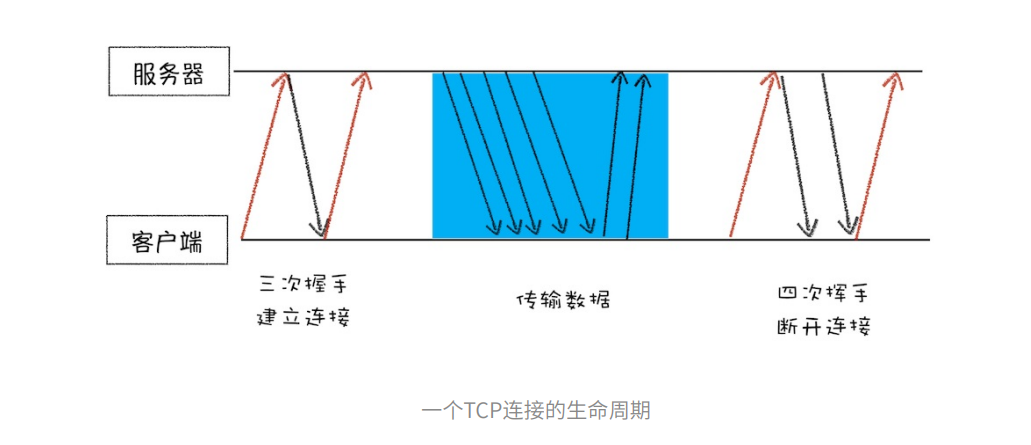 服务器
客户端
三次握手
建立连接
传输数据
四次挥手
断开连接
一个TCP连接的生命周期